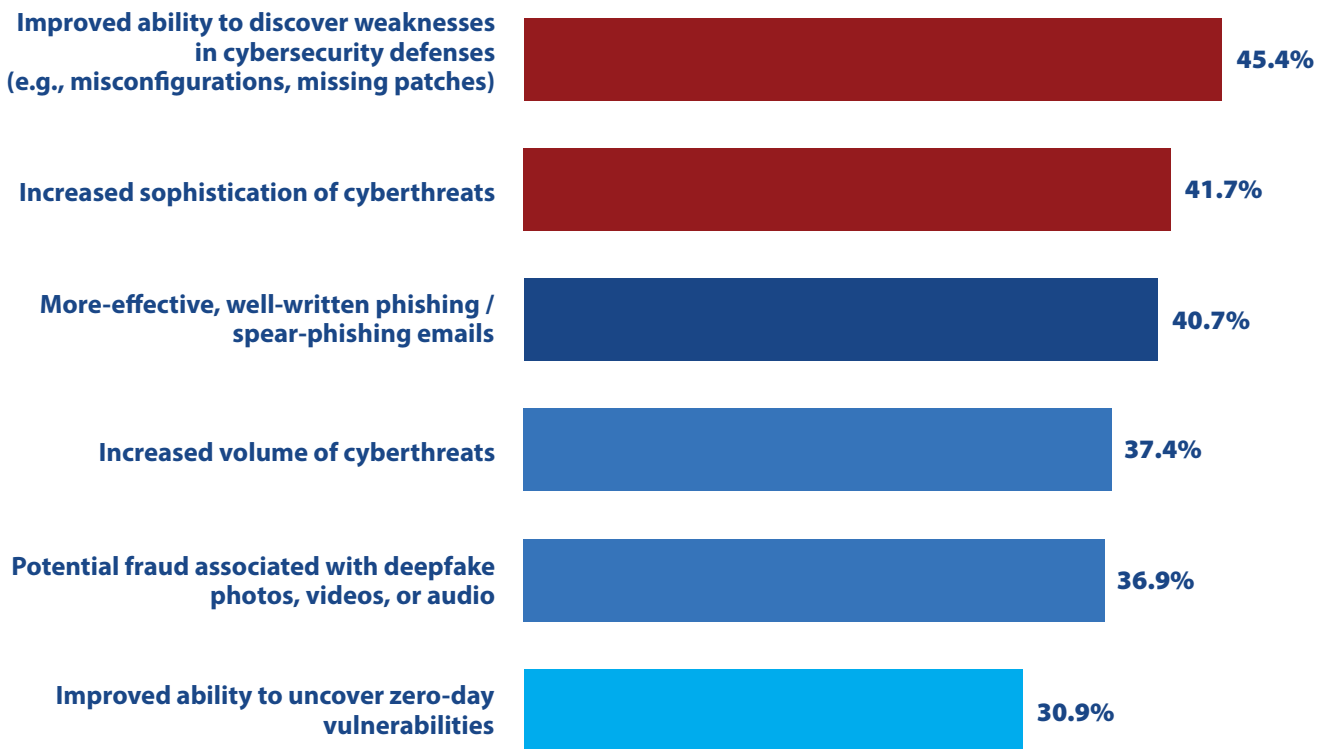 Improved ability to discover weaknesses
in cybersecurity defenses
(e.g., misconfigurations, missing patches)
45.4%
Increased sophistication of cyberthreats
41.7%
More-effective, well-written phishing /
spear-phishing emails
40.7%
Increased volume of cyberthreats
37.4%
Potential fraud associated with deepfake
photos, videos, or audio
36.9%
Improved ability to uncover zero-day
vulnerabilities
30.9%